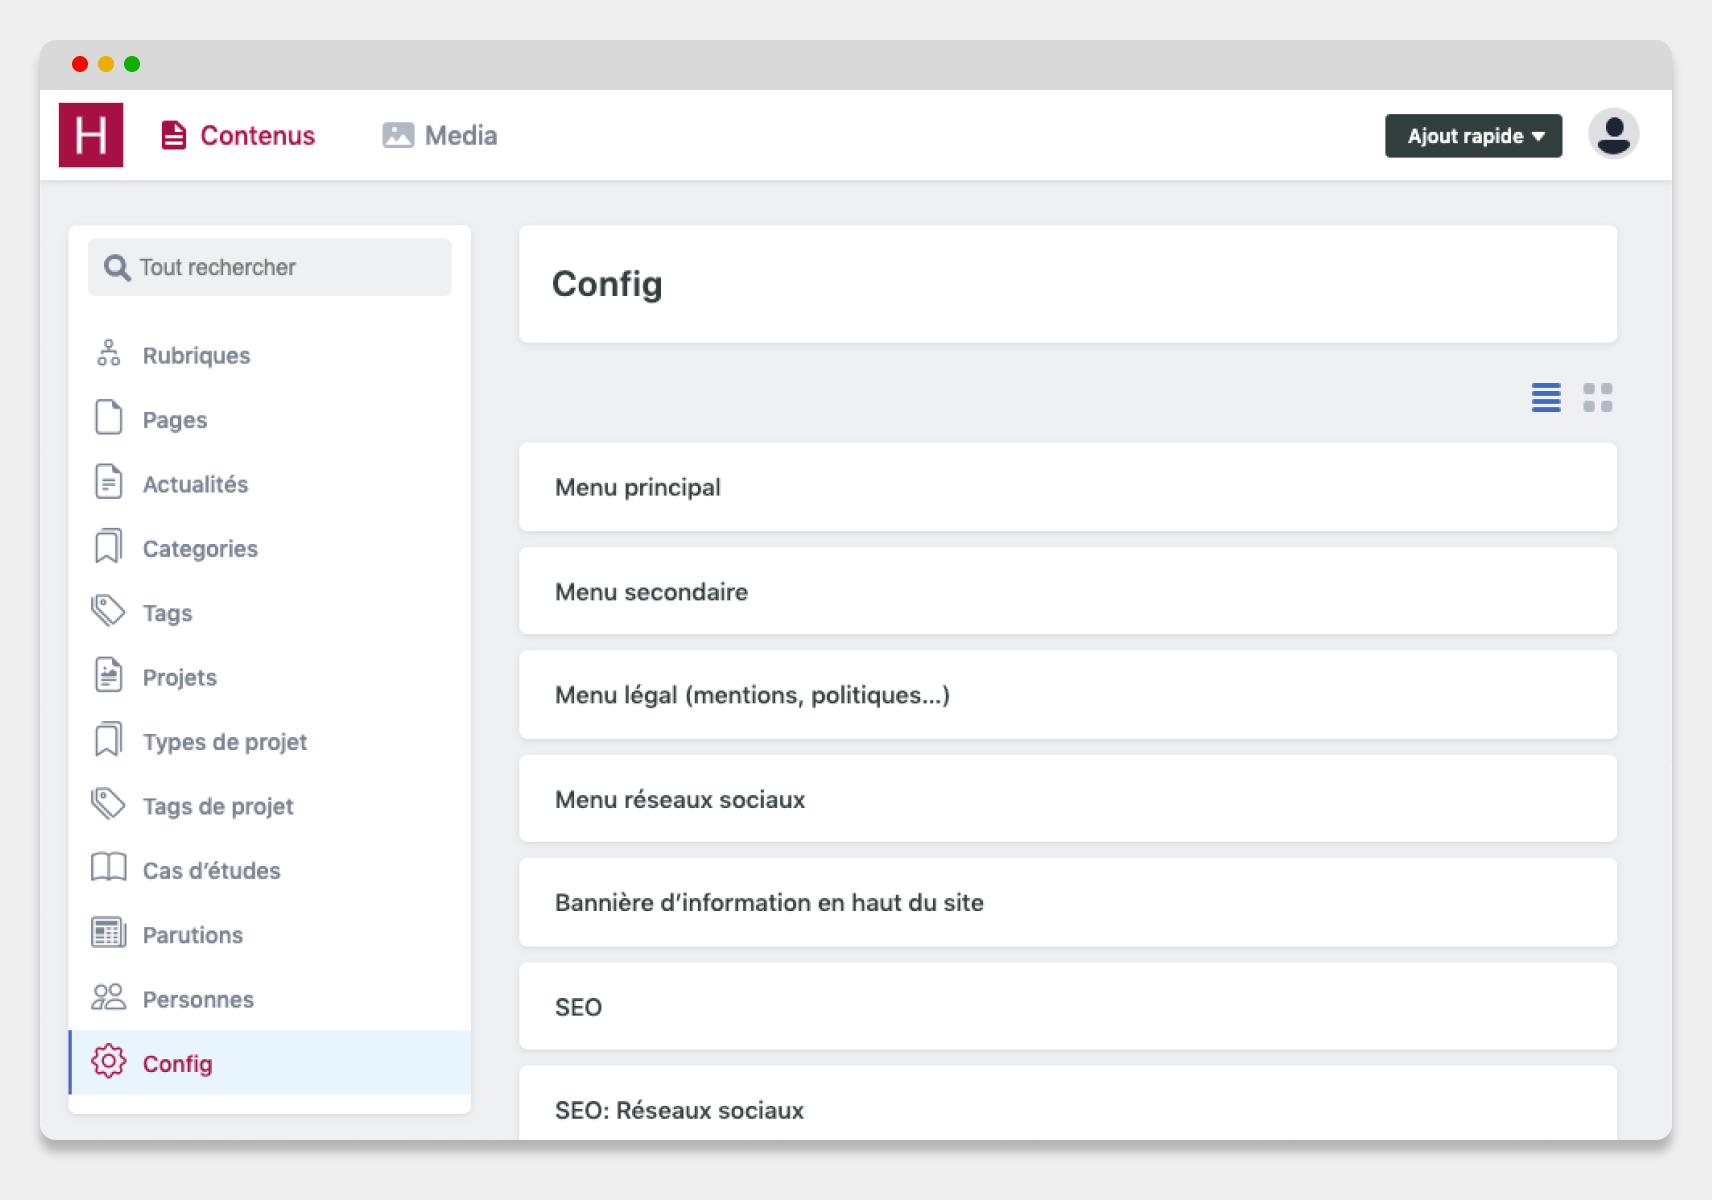 H
Contenus
Media
Ajout rapide
Tout rechercher
Rubriques
Pages
Actualités
Categories
Tags
Projets
Types de projet
Tags de projet
Cas d’études
Parutions
Personnes
Config
Config
Menu principal
Menu secondaire
Menu légal (mentions, politiques...)
Menu réseaux sociaux
Bannière d’information en haut du site
SEO
SEO: Réseaux sociaux